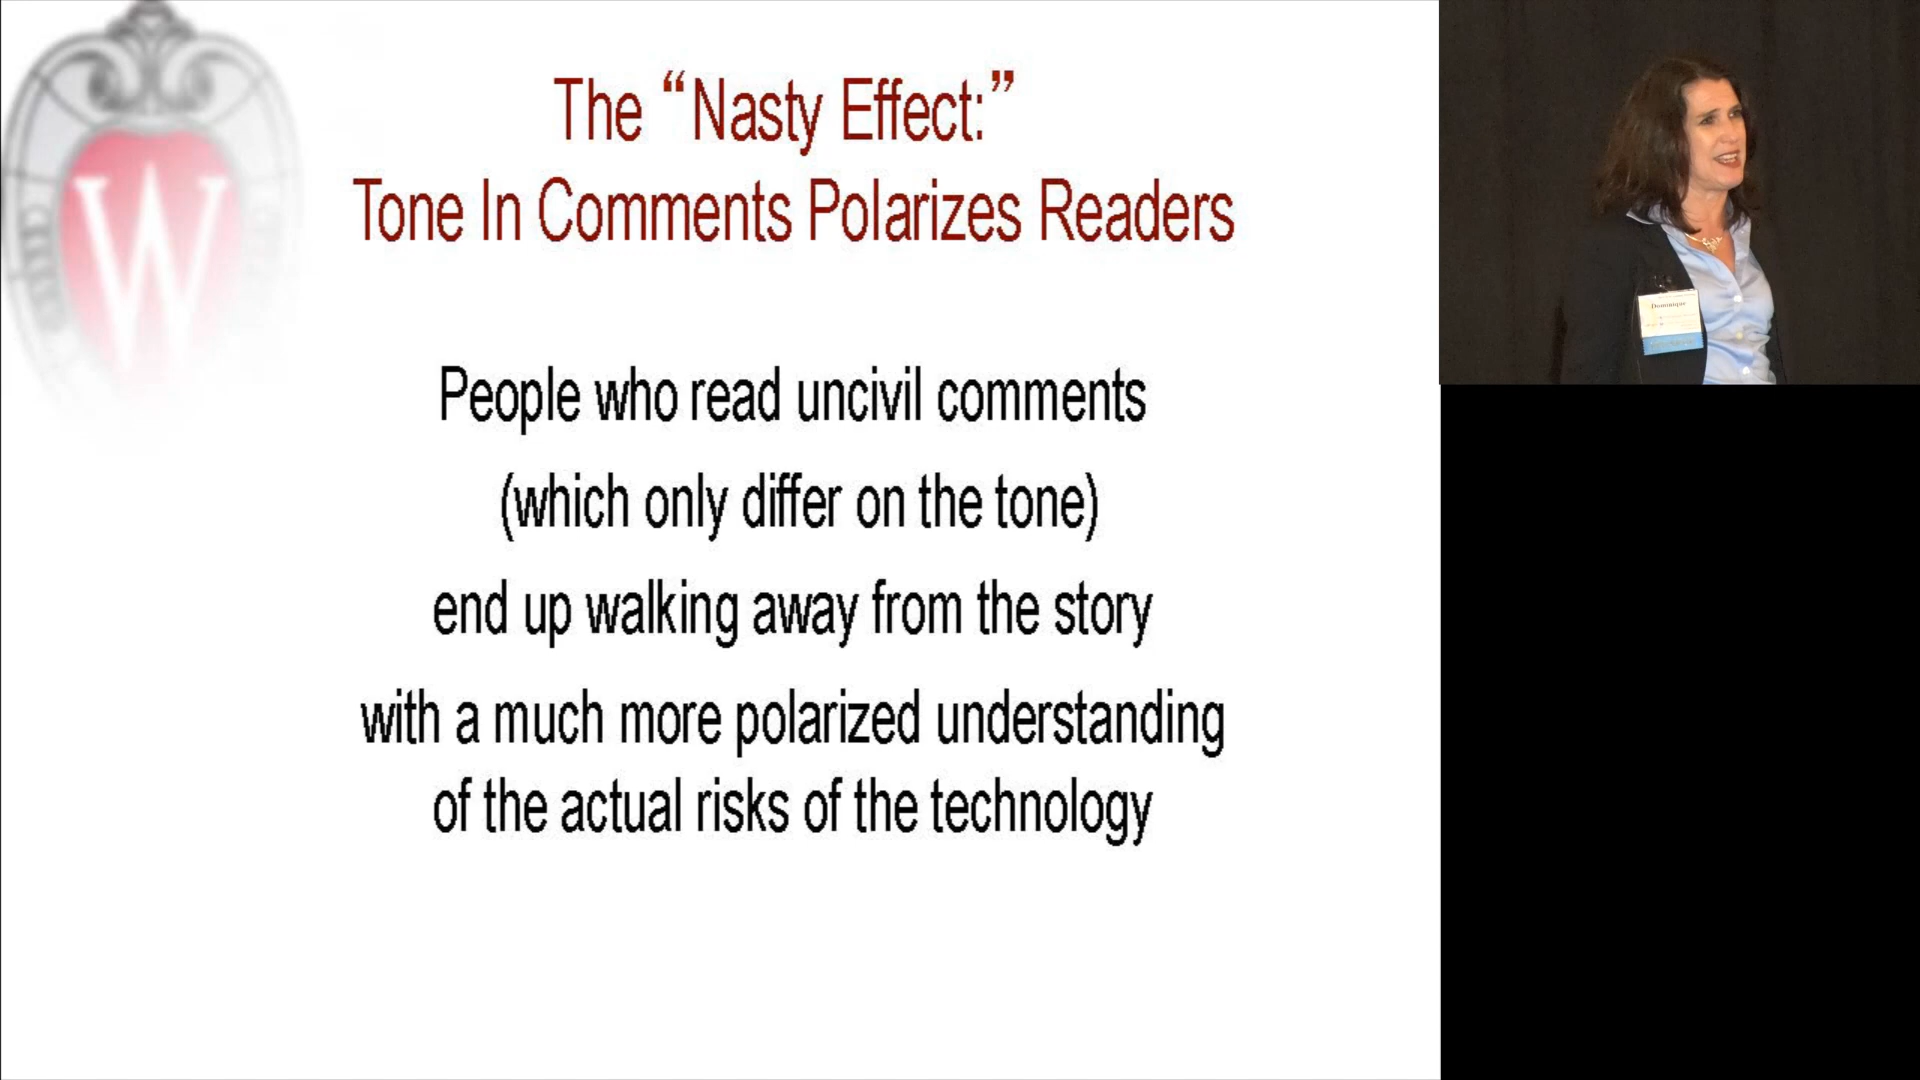 The “Nasty Effect:”
Tone In Comments Polarizes Readers
People who read uncivil comments
(which only differ on the tone)
end up walking away from the story
with a much more polarized understanding
of the actual risks of the technology
W
Dominique